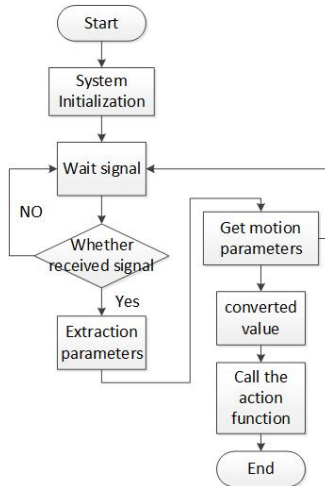 Start
System
Initialization
Wait signal
NO
Whether
received signal
Yes
Extraction
parameters
Get motion
parameters
converted
value
Call the
action
function
End